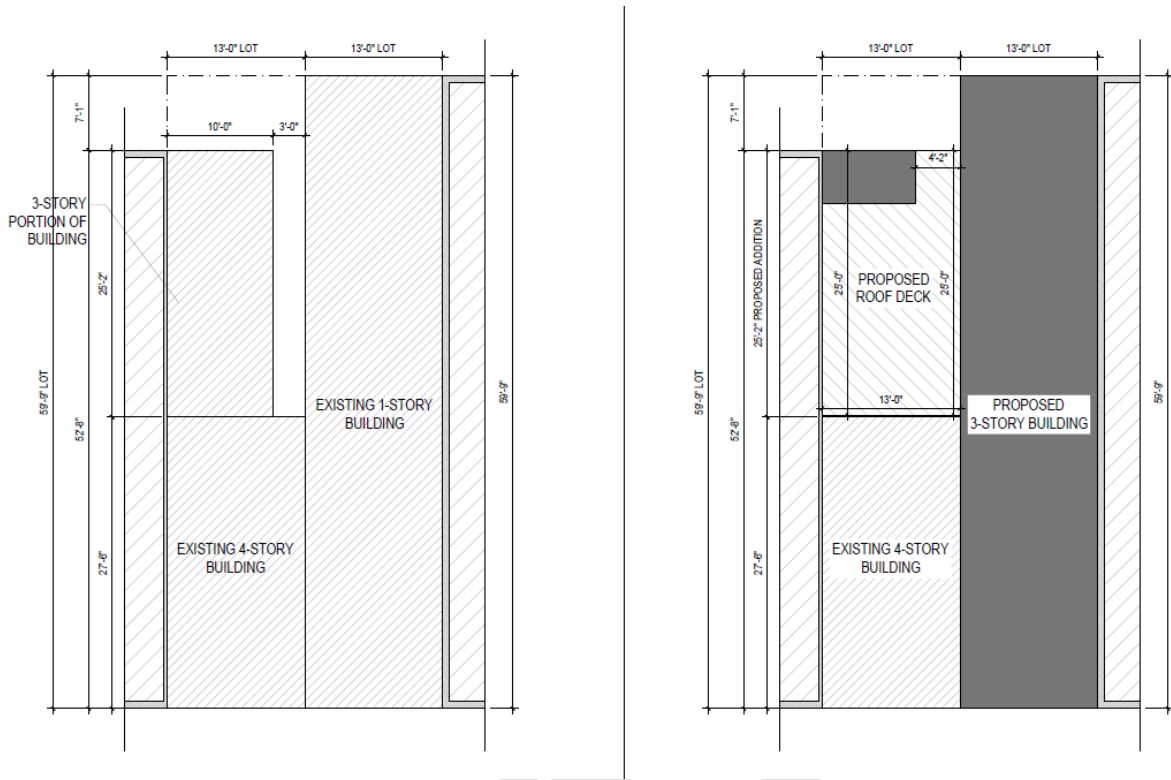 13'-0" LOT
13'-0" LOT
7'-1"
10'-0"
3'-0"
3-STORY
PORTION OF
BUILDING
25'-2"
59'-9" LOT
52'-8"
59'-9"
EXISTING 1-STORY
BUILDING
EXISTING 4-STORY
BUILDING
27'-6"
13'-0" LOT
13'-0" LOT
7'-1"
4'-2"
25'-2" PROPOSED ADDITION
25'-0"
25'-0"
PROPOSED
ROOF DECK
59'-9" LOT
52'-8"
59'-9"
13'-0"
PROPOSED
3-STORY BUILDING
EXISTING 4-STORY
BUILDING
27'-6"